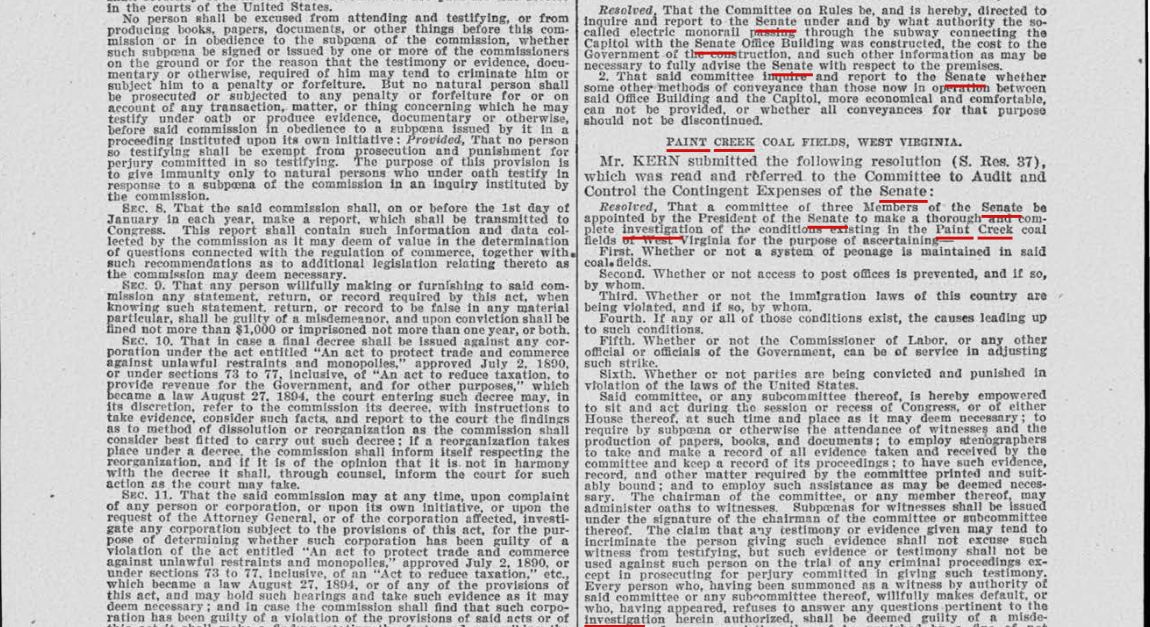 in the courts of the United States.
No person shall be excused from attending and testifying, or from
producing books, papers, documents, or other things before this com-
mission or in obedience to the subpœna of the commission, whether
such subpœna be signed or issued by one or more of the commissioners
on the ground or for the reason that the testimony or evidence, docu-
mentary or otherwise, required of him may tend to criminate him or
subject him to a penalty or forfeiture. But no natural person shall
be prosecuted or subjected to any penalty or forfeiture for or on
account of any transaction, matter, or thing concerning which he may
testify under oath or produce evidence, documentary or otherwise,
before said commission in obedience to a subpœna issued by it in a
proceeding instituted upon its own initiative: Provided, That no person
so testifying shall be exempt from prosecution and punishment for
perjury committed in so testifying. The purpose of this provision is
to give immunity only to natural persons who under oath testify in
response to a subpœna of the commission in an inquiry instituted by
the commission.
SEC. 8. That the said commission shall, on or before the 1st day of
January in each year, make a report, which shall be transmitted to
Congress. This report shall contain such information and data col-
lected by the commission as it may deem of value in the determination
of questions connected with the regulation of commerce, together with
such recommendations as to additional legislation relating thereto as
the commission may deem necessary.
SEC. 9. That any person willfully making or furnishing to said com-
mission any statement, return, or record required by this act, when
knowing such statement, return, or record to be false in any material
particular, shall be guilty of a misdemeanor, and upon conviction shall be
fined not more than $1,000 or imprisoned not more than one year, or both.
SEC. 10. That in case a final decree shall be issued against any cor-
poration under the act entitled "An act to protect trade and commerce
against unlawful restraints and monopolies," approved July 2, 1890,
or under sections 73 to 77, inclusive, of "An act to reduce taxation, to
provide revenue for the Government, and for other purposes," which
became a law August 27, 1894, the court entering such decree may, in
its discretion, refer to the commission its decree, with instructions to
take evidence, consider such facts, and report to the court the findings
as to method of dissolution or reorganization as the commission shall
consider best fitted to carry out such decree; if a reorganization takes
place under a decree, the commission shall inform itself respecting the
reorganization, and if it is of the opinion that it is not in harmony
with the decree it shall, through counsel, inform the court for such
action as the court may take.
SEC. 11. That the said commission may at any time, upon complaint
of any person or corporation, or upon its own initiative, or upon the
request of the Attorney General, or of the corporation affected, investi-
gate any corporation subject to the provisions of this act, for the pur-
pose of determining whether such corporation has been guilty of a
violation of the act entitled "An act to protect trade and commerce
against unlawful restraints and monopolies," approved July 2, 1890, or
under sections 73 to 77, inclusive, of an "Act to reduce taxation," etc.,
which became a law August 27, 1894, or of any of the provisions of
this act, and may hold such hearings and take such evidence as it may
deem necessary; and in case the commission shall find that such corpo-
ration has been guilty of a violation of the provisions of said acts or of
Resolved, That the Committee on Rules be, and is hereby, directed to
inquire and report to the Senate under and by what authority the so-
called electric monorail passing through the subway connecting the
Capitol with the Senate Office Building was constructed, the cost to the
Government of the construction, and such other information as may be
necessary to fully advise the Senate with respect to the premises.
2. That said committee inquire and report to the Senate whether
some other methods of conveyance than those now in operation between
said Office Building and the Capitol, more economical and comfortable,
can not be provided, or whether all conveyances for that purpose
should not be discontinued.
PAINT CREEK COAL FIELDS, WEST VIRGINIA.
Mr. KERN submitted the following resolution (S. Res. 37),
which was read and referred to the Committee to Audit and
Control the Contingent Expenses of the Senate:
Resolved, That a committee of three Members of the Senate be
appointed by the President of the Senate to make a thorough and com-
plete investigation of the conditions existing in the Paint Creek coal
fields of West Virginia for the purpose of ascertaining—
First. Whether or not a system of peonage is maintained in said
coal fields.
Second. Whether or not access to post offices is prevented, and if so,
by whom.
Third. Whether or not the immigration laws of this country are
being violated, and if so, by whom.
Fourth. If any or all of those conditions exist, the causes leading up
to such conditions.
Fifth. Whether or not the Commissioner of Labor, or any other
official or officials of the Government, can be of service in adjusting
such strike.
Sixth. Whether or not parties are being convicted and punished in
violation of the laws of the United States.
Said committee, or any subcommittee thereof, is hereby empowered
to sit and act during the session or recess of Congress, or of either
House thereof, at such time and place as it may deem necessary; to
require by subpœna or otherwise the attendance of witnesses and the
production of papers, books, and documents; to employ stenographers
to take and make a record of all evidence taken and received by the
committee and keep a record of its proceedings; to have such evidence,
record, and other matter required by the committee printed and suit-
ably bound; and to employ such assistance as may be deemed neces-
sary. The chairman of the committee, or any member thereof, may
administer oaths to witnesses. Subpœnas for witnesses shall be issued
under the signature of the chairman of the committee or subcommittee
thereof. The claim that any testimony or evidence given may tend to
incriminate the person giving such evidence shall not excuse such
witness from testifying, but such evidence or testimony shall not be
used against such person on the trial of any criminal proceedings ex-
cept in prosecuting for perjury committed in giving such testimony.
Every person who, having been summoned as a witness by authority of
said committee or any subcommittee thereof, willfully makes default, or
who, having appeared, refuses to answer any questions pertinent to the
investigation herein authorized, shall be deemed guilty of a misde-